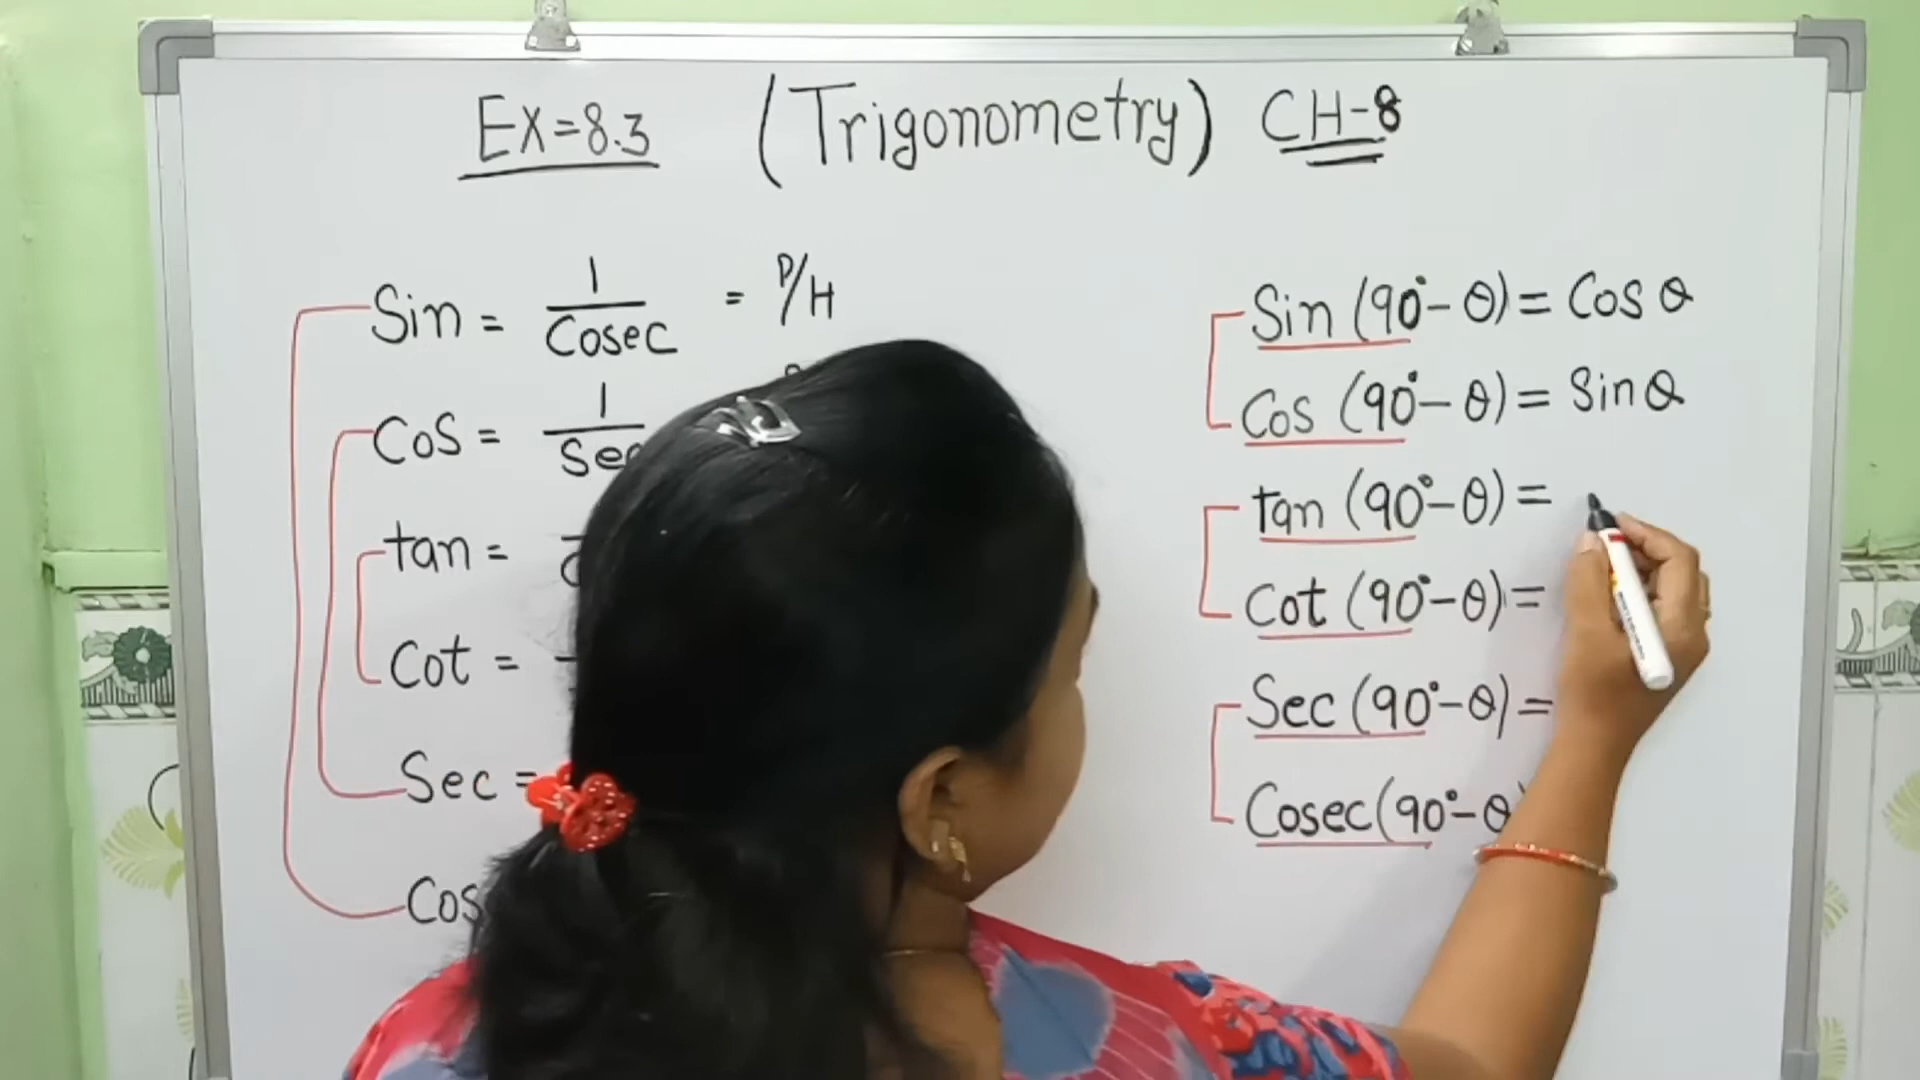 EX=8.3 (Trigonometry) CH-8
Sin = 1/Cosec = P/H
Cos = 1/Sec
tan =
Cot =
Sec =
Cos
Sin (90°-θ) = Cos θ
Cos (90°-θ) = Sin θ
tan (90°-θ) =
Cot (90°-θ) =
Sec (90°-θ) =
Cosec (90°-θ